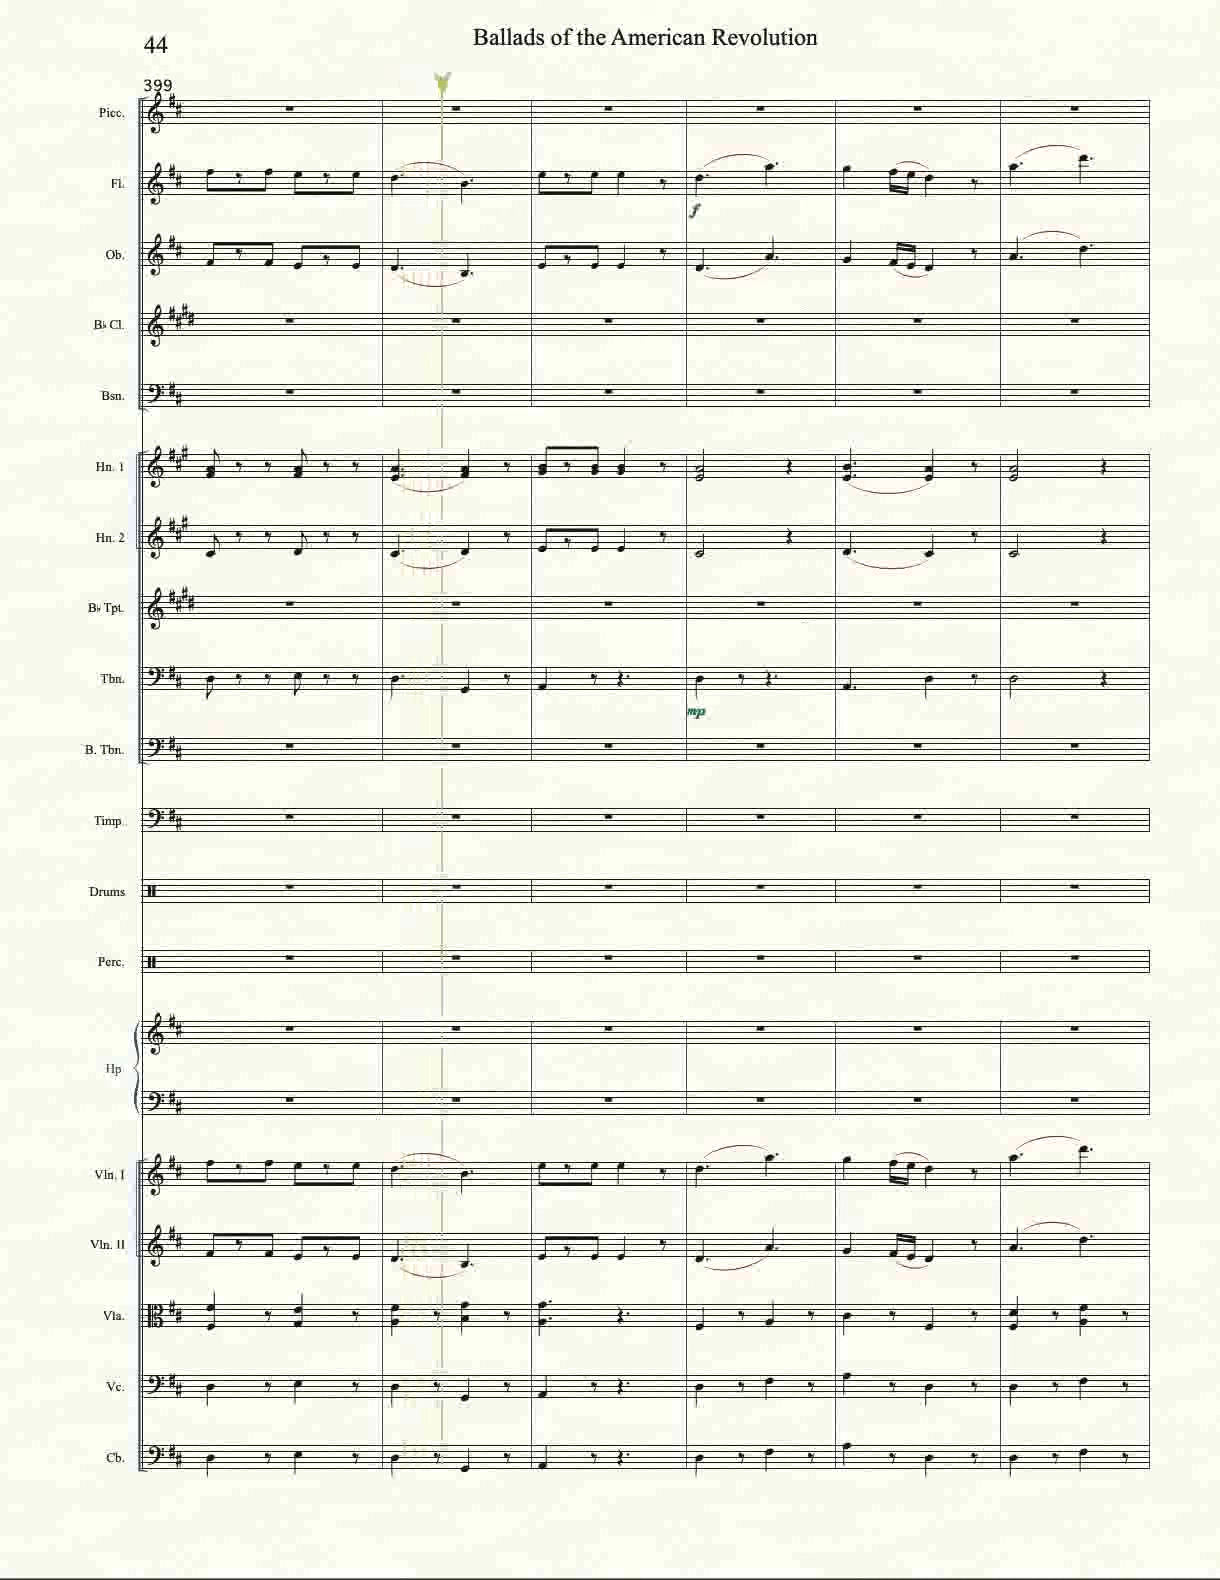 44
Ballads of the American Revolution
399
Picc.
Fl.
f
Ob.
B♭ Cl.
Bsn.
Hn. 1
Hn. 2
B♭ Tpt.
Tbn.
mp
B. Tbn.
Timp.
Drums
Perc.
Hp
Vln. I
Vln. II
Vla.
Vc.
Cb.